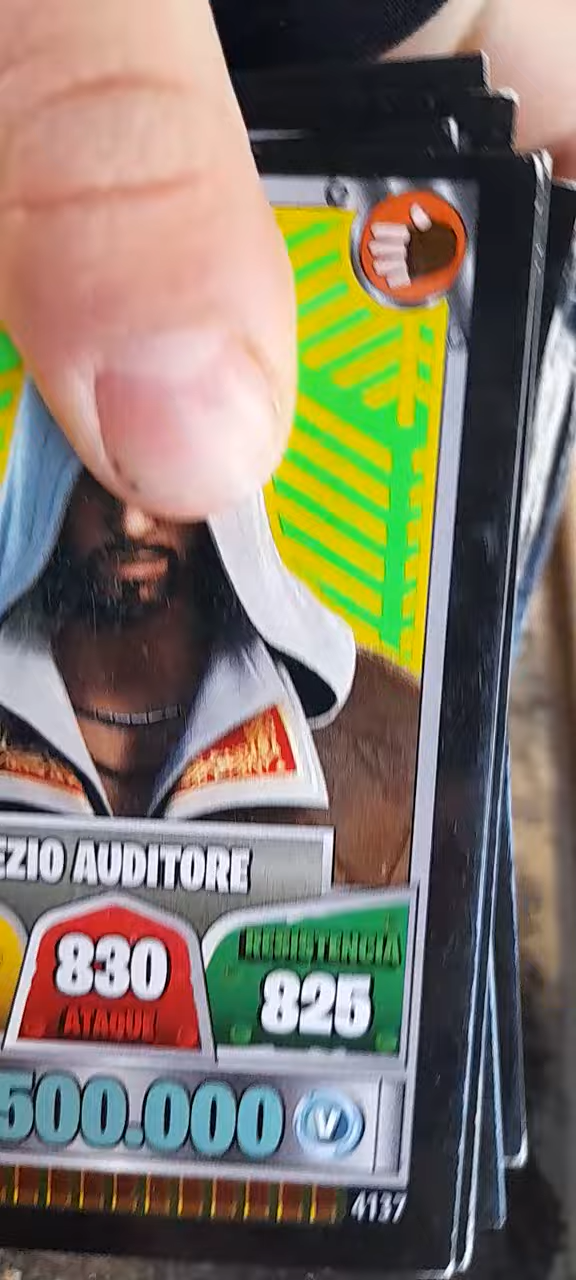 EZIO AUDITORE
RESISTENCIA
830
825
ATAQUE
500.000
V
4137